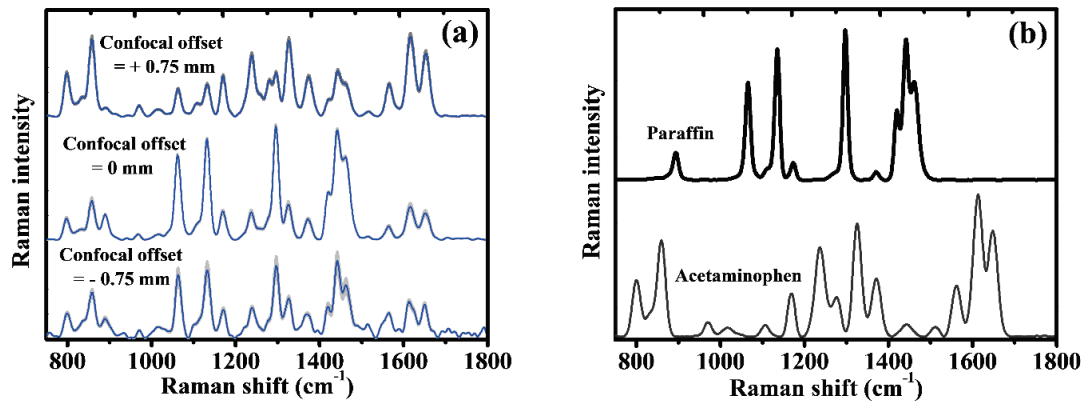 (a)
Confocal offset
= + 0.75 mm
Confocal offset
= 0 mm
Confocal offset
= - 0.75 mm
Raman intensity
800 1000 1200 1400 1600 1800
Raman shift (cm⁻¹)
(b)
Paraffin
Acetaminophen
Raman intensity
800 1000 1200 1400 1600 1800
Raman shift (cm⁻¹)